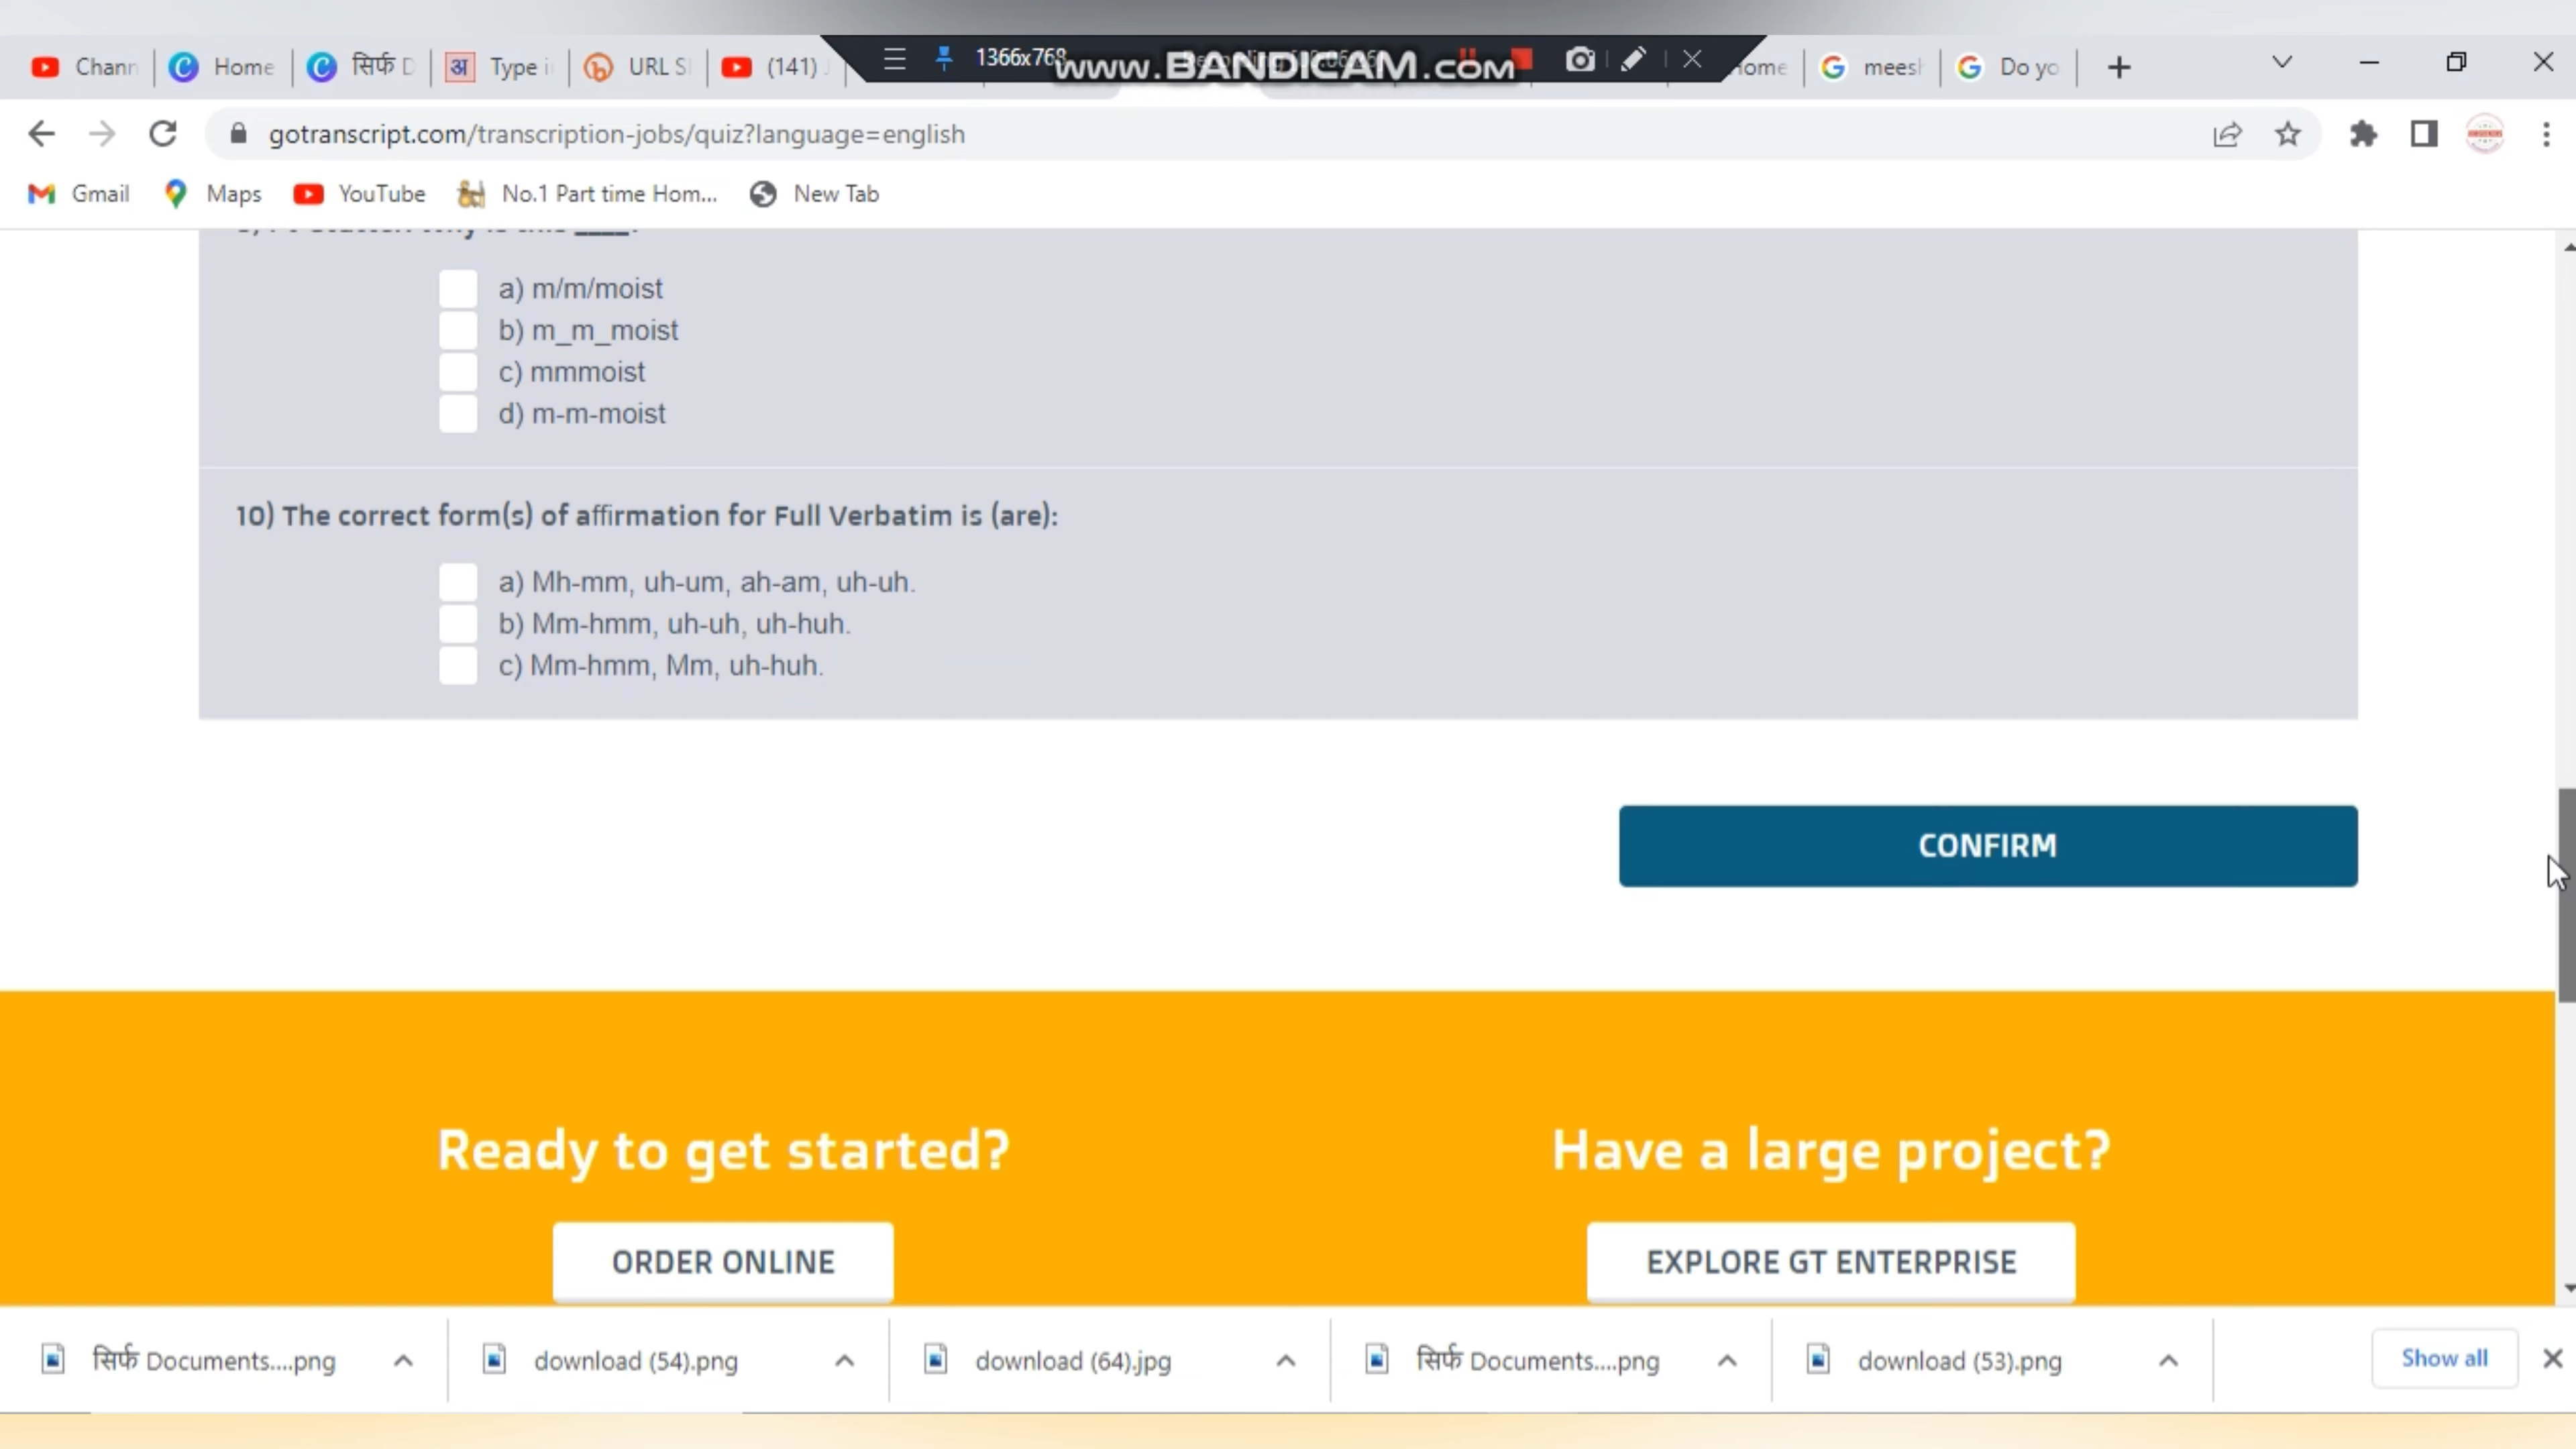 Chann
Home
सिर्फ D
Type i
URL S
(141)
1366x768
www.BANDICAM.com
ome
meesh
Do yo
gotranscript.com/transcription-jobs/quiz?language=english
Gmail
Maps
YouTube
No.1 Part time Hom...
New Tab
a) m/m/moist
b) m_m_moist
c) mmmoist
d) m-m-moist
10) The correct form(s) of affirmation for Full Verbatim is (are):
a) Mh-mm, uh-um, ah-am, uh-uh.
b) Mm-hmm, uh-uh, uh-huh.
c) Mm-hmm, Mm, uh-huh.
CONFIRM
Ready to get started?
Have a large project?
ORDER ONLINE
EXPLORE GT ENTERPRISE
सिर्फ Documents....png
download (54).png
download (64).jpg
सिर्फ Documents....png
download (53).png
Show all